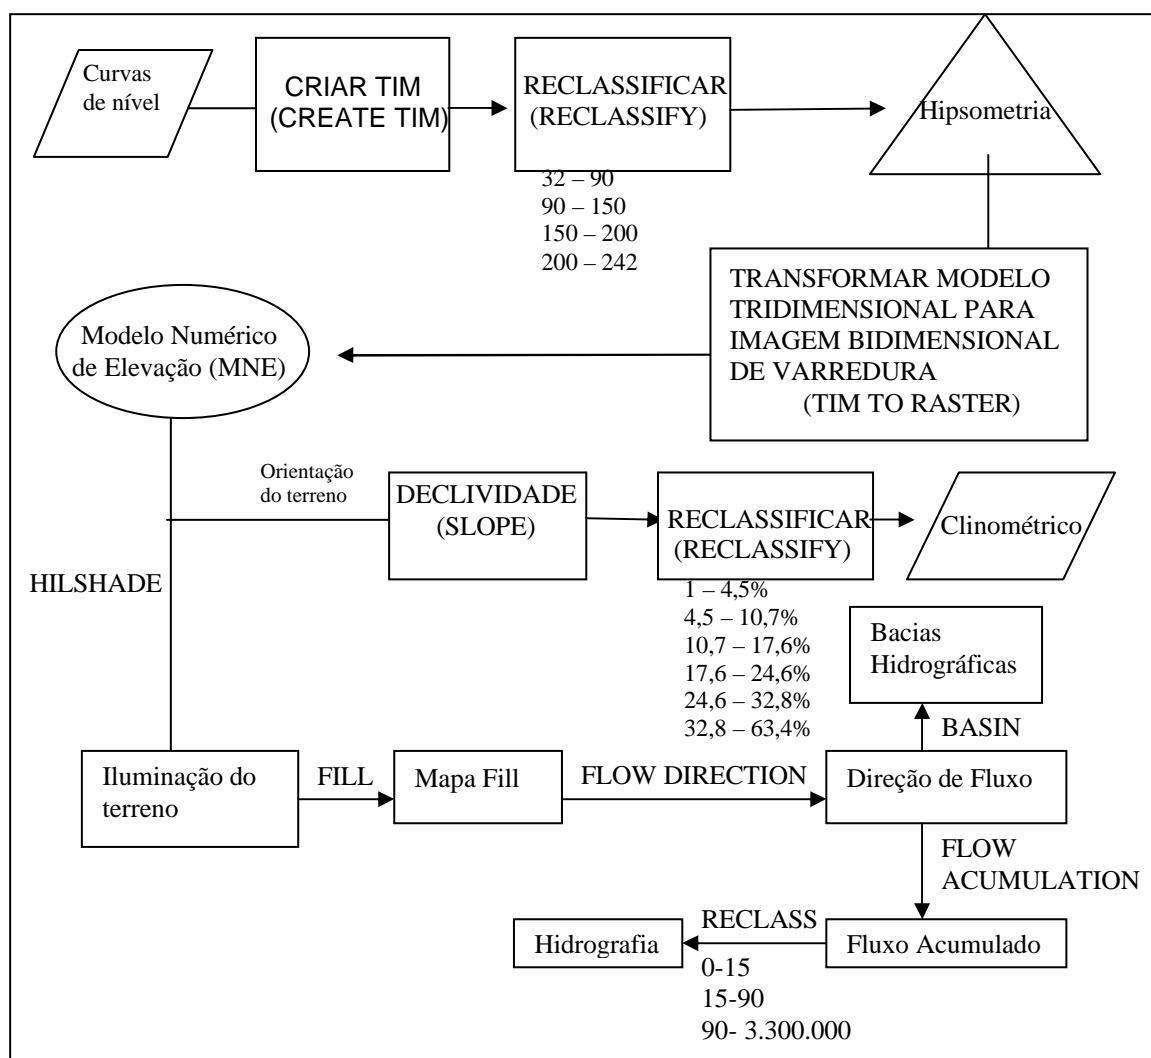 Curvas
de nível
CRIAR TIM
(CREATE TIM)
RECLASSIFICAR
(RECLASSIFY)
32 – 90
90 – 150
150 – 200
200 – 242
Hipsometria
TRANSFORMAR MODELO
TRIDIMENSIONAL PARA
IMAGEM BIDIMENSIONAL
DE VARREDURA
(TIM TO RASTER)
Modelo Numérico
de Elevação (MNE)
Orientação
do terreno
DECLIVIDADE
(SLOPE)
RECLASSIFICAR
(RECLASSIFY)
1 – 4,5%
4,5 – 10,7%
10,7 – 17,6%
17,6 – 24,6%
24,6 – 32,8%
32,8 – 63,4%
Clinométrico
HILSHADE
Bacias
Hidrográficas
BASIN
Iluminação do
terreno
FILL
Mapa Fill
FLOW DIRECTION
Direção de Fluxo
FLOW
ACUMULATION
Hidrografia
RECLASS
0-15
15-90
90- 3.300.000
Fluxo Acumulado